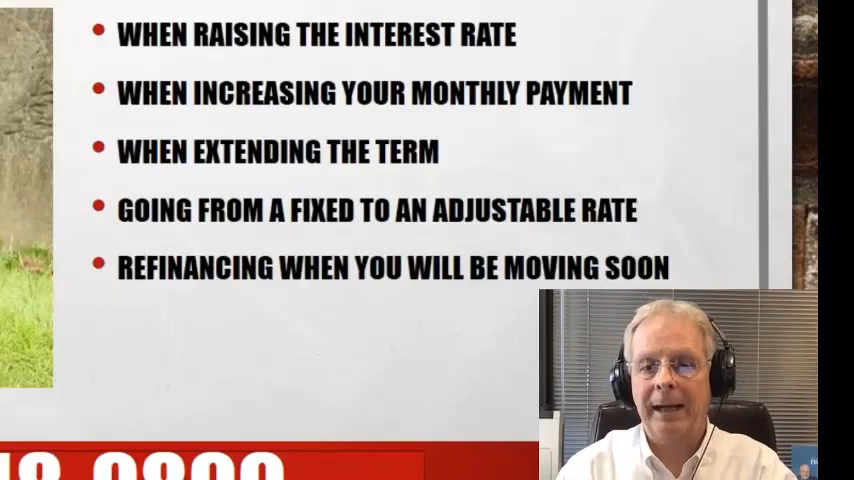 WHEN RAISING THE INTEREST RATE
WHEN INCREASING YOUR MONTHLY PAYMENT
WHEN EXTENDING THE TERM
GOING FROM A FIXED TO AN ADJUSTABLE RATE
REFINANCING WHEN YOU WILL BE MOVING SOON